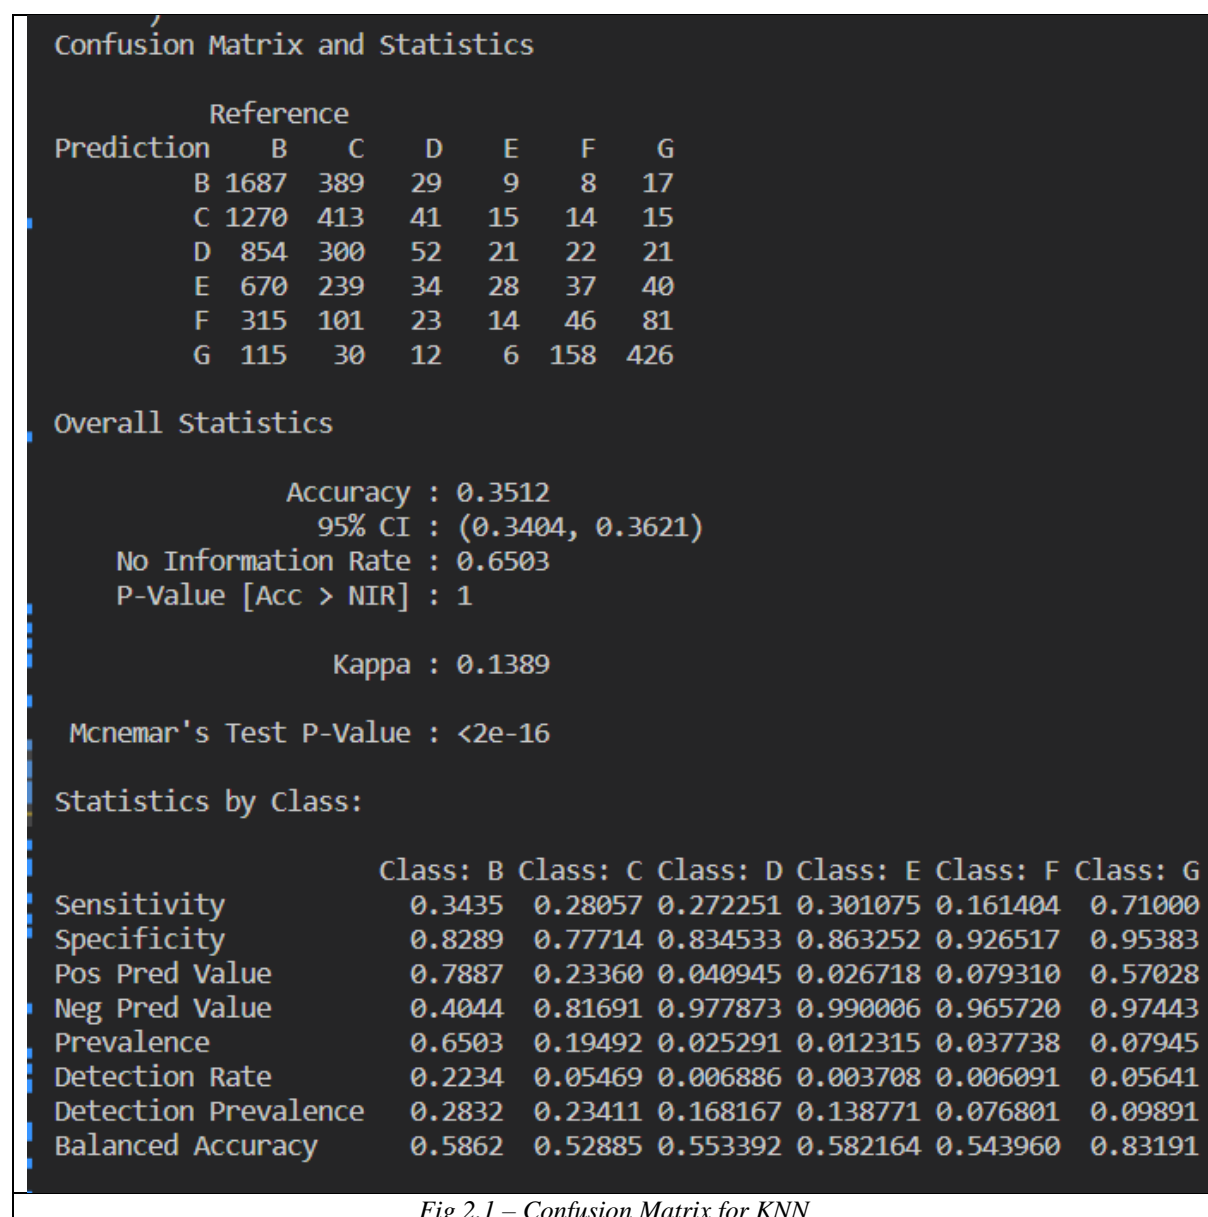 Confusion Matrix and Statistics
Reference
Prediction B C D E F G
B 1687 389 29 9 8 17
C 1270 413 41 15 14 15
D 854 300 52 21 22 21
E 670 239 34 28 37 40
F 315 101 23 14 46 81
G 115 30 12 6 158 426
Overall Statistics
Accuracy : 0.3512
95% CI : (0.3404, 0.3621)
No Information Rate : 0.6503
P-Value [Acc > NIR] : 1
Kappa : 0.1389
Mcnemar's Test P-Value : <2e-16
Statistics by Class:
Class: B Class: C Class: D Class: E Class: F Class: G
Sensitivity 0.3435 0.28057 0.272251 0.301075 0.161404 0.71000
Specificity 0.8289 0.77714 0.834533 0.863252 0.926517 0.95383
Pos Pred Value 0.7887 0.23360 0.040945 0.026718 0.079310 0.57028
Neg Pred Value 0.4044 0.81691 0.977873 0.990006 0.965720 0.97443
Prevalence 0.6503 0.19492 0.025291 0.012315 0.037738 0.07945
Detection Rate 0.2234 0.05469 0.006886 0.003708 0.006091 0.05641
Detection Prevalence 0.2832 0.23411 0.168167 0.138771 0.076801 0.09891
Balanced Accuracy 0.5862 0.52885 0.553392 0.582164 0.543960 0.83191
Fig 2.1 – Confusion Matrix for KNN